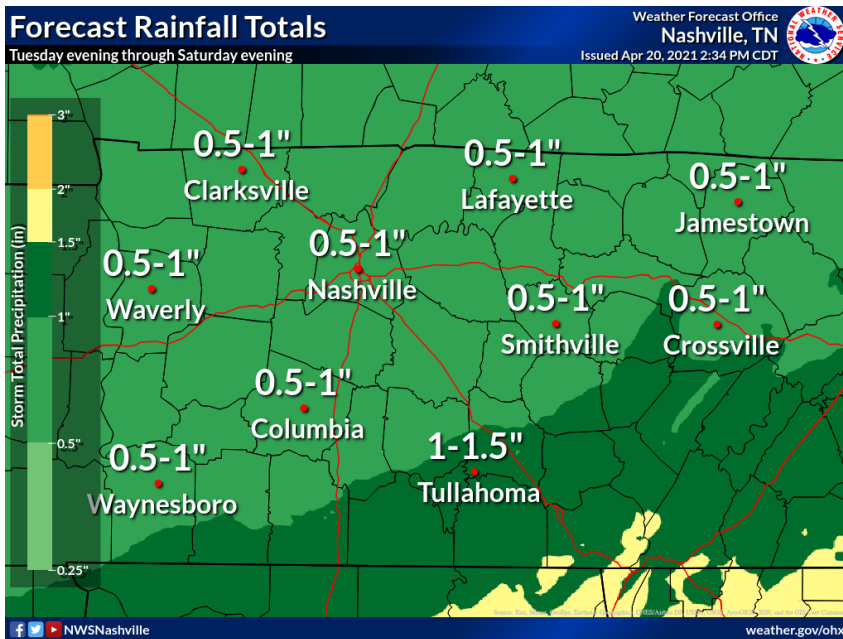 Forecast Rainfall Totals
Tuesday evening through Saturday evening
Weather Forecast Office
Nashville, TN
Issued Apr 20, 2021 2:34 PM CDT
NATIONAL WEATHER SERVICE
Storm Total Precipitation (in)
3"
2"
1.5"
1"
0.5"
0.25"
0.5-1"
Clarksville
0.5-1"
Lafayette
0.5-1"
Jamestown
0.5-1"
Nashville
0.5-1"
Waverly
0.5-1"
Smithville
0.5-1"
Crossville
0.5-1"
Columbia
1-1.5"
Tullahoma
0.5-1"
Waynesboro
NWSNashville
weather.gov/ohx